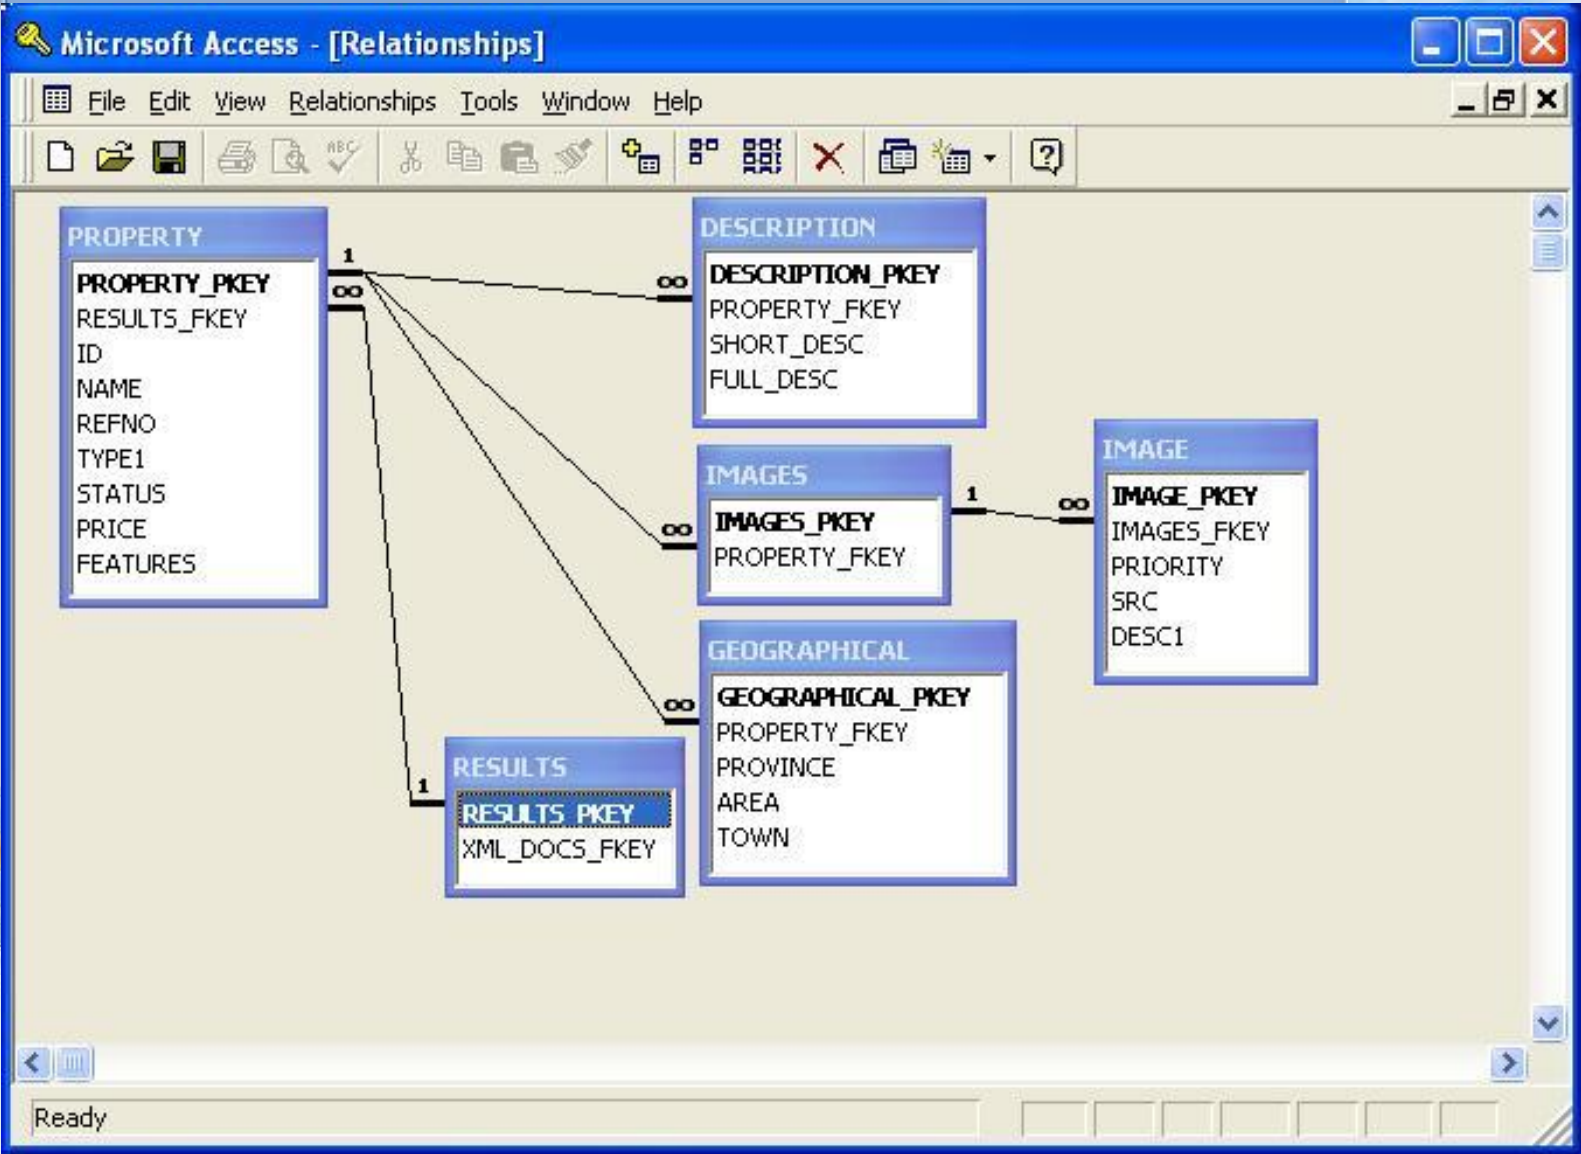 Microsoft Access - [Relationships]
File Edit View Relationships Tools Window Help
ABC
PROPERTY
PROPERTY_PKEY
RESULTS_FKEY
ID
NAME
REFNO
TYPE1
STATUS
PRICE
FEATURES
1
∞
∞
DESCRIPTION
DESCRIPTION_PKEY
PROPERTY_FKEY
SHORT_DESC
FULL_DESC
∞
IMAGES
IMAGES_PKEY
PROPERTY_FKEY
1
∞
IMAGE
IMAGE_PKEY
IMAGES_FKEY
PRIORITY
SRC
DESC1
∞
GEOGRAPHICAL
GEOGRAPHICAL_PKEY
PROPERTY_FKEY
PROVINCE
AREA
TOWN
1
RESULTS
RESULTS_PKEY
XML_DOCS_FKEY
Ready